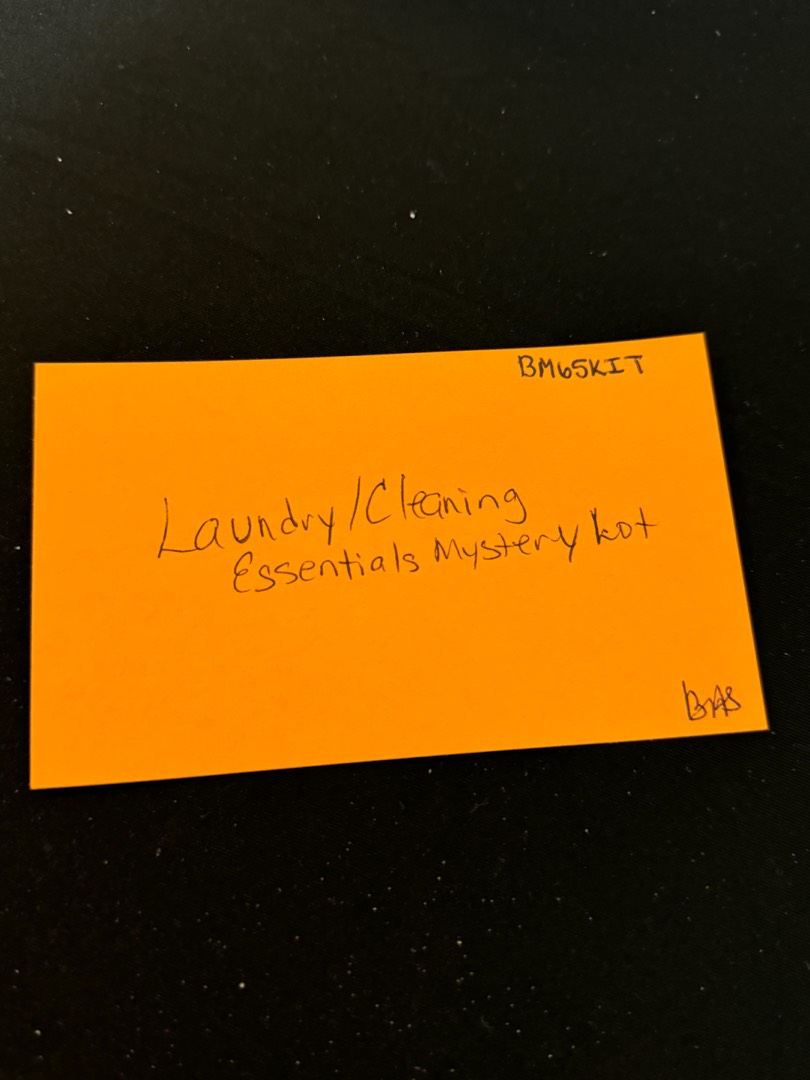 BM65KIT
Laundry/Cleaning
Essentials Mystery Lot